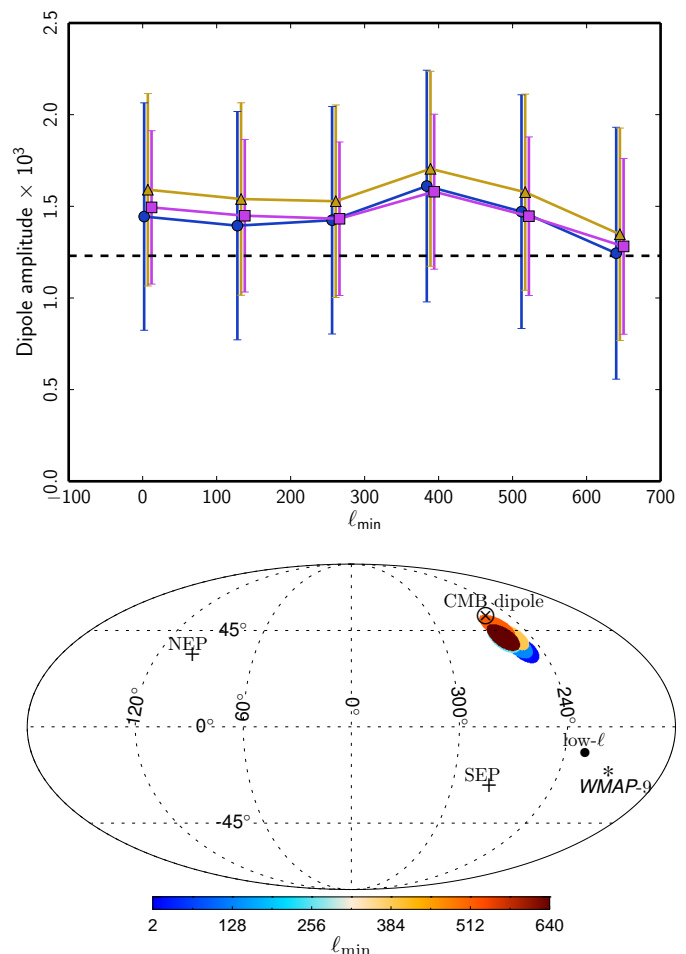 2.5
2.0
1.5
1.0
0.5
0.0
Dipole amplitude × 10³
−100 0 100 200 300 400 500 600 700
ℓmin
CMB dipole
45°
NEP
120° 0° 60° 0° 300° 240°
low-ℓ
SEP
WMAP-9
-45°
2 128 256 384 512 640
ℓmin